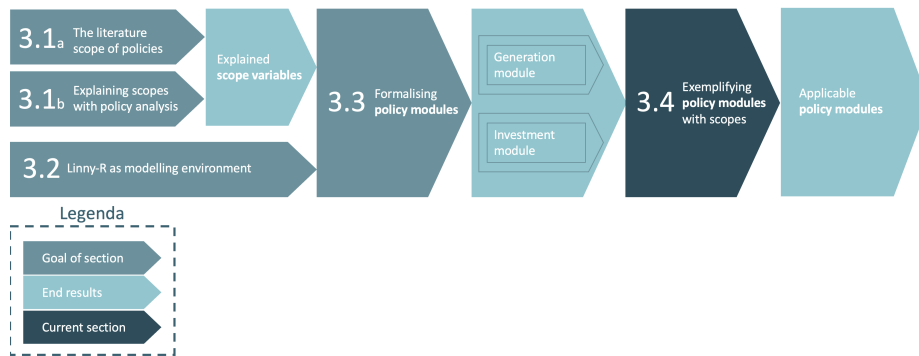 3.1a
The literature
scope of policies
3.1b
Explaining scopes
with policy analysis
Explained
scope variables
3.2 Linny-R as modelling environment
3.3
Formalising
policy modules
Generation
module
Investment
module
3.4
Exemplifying
policy modules
with scopes
Applicable
policy modules
Legenda
Goal of section
End results
Current section